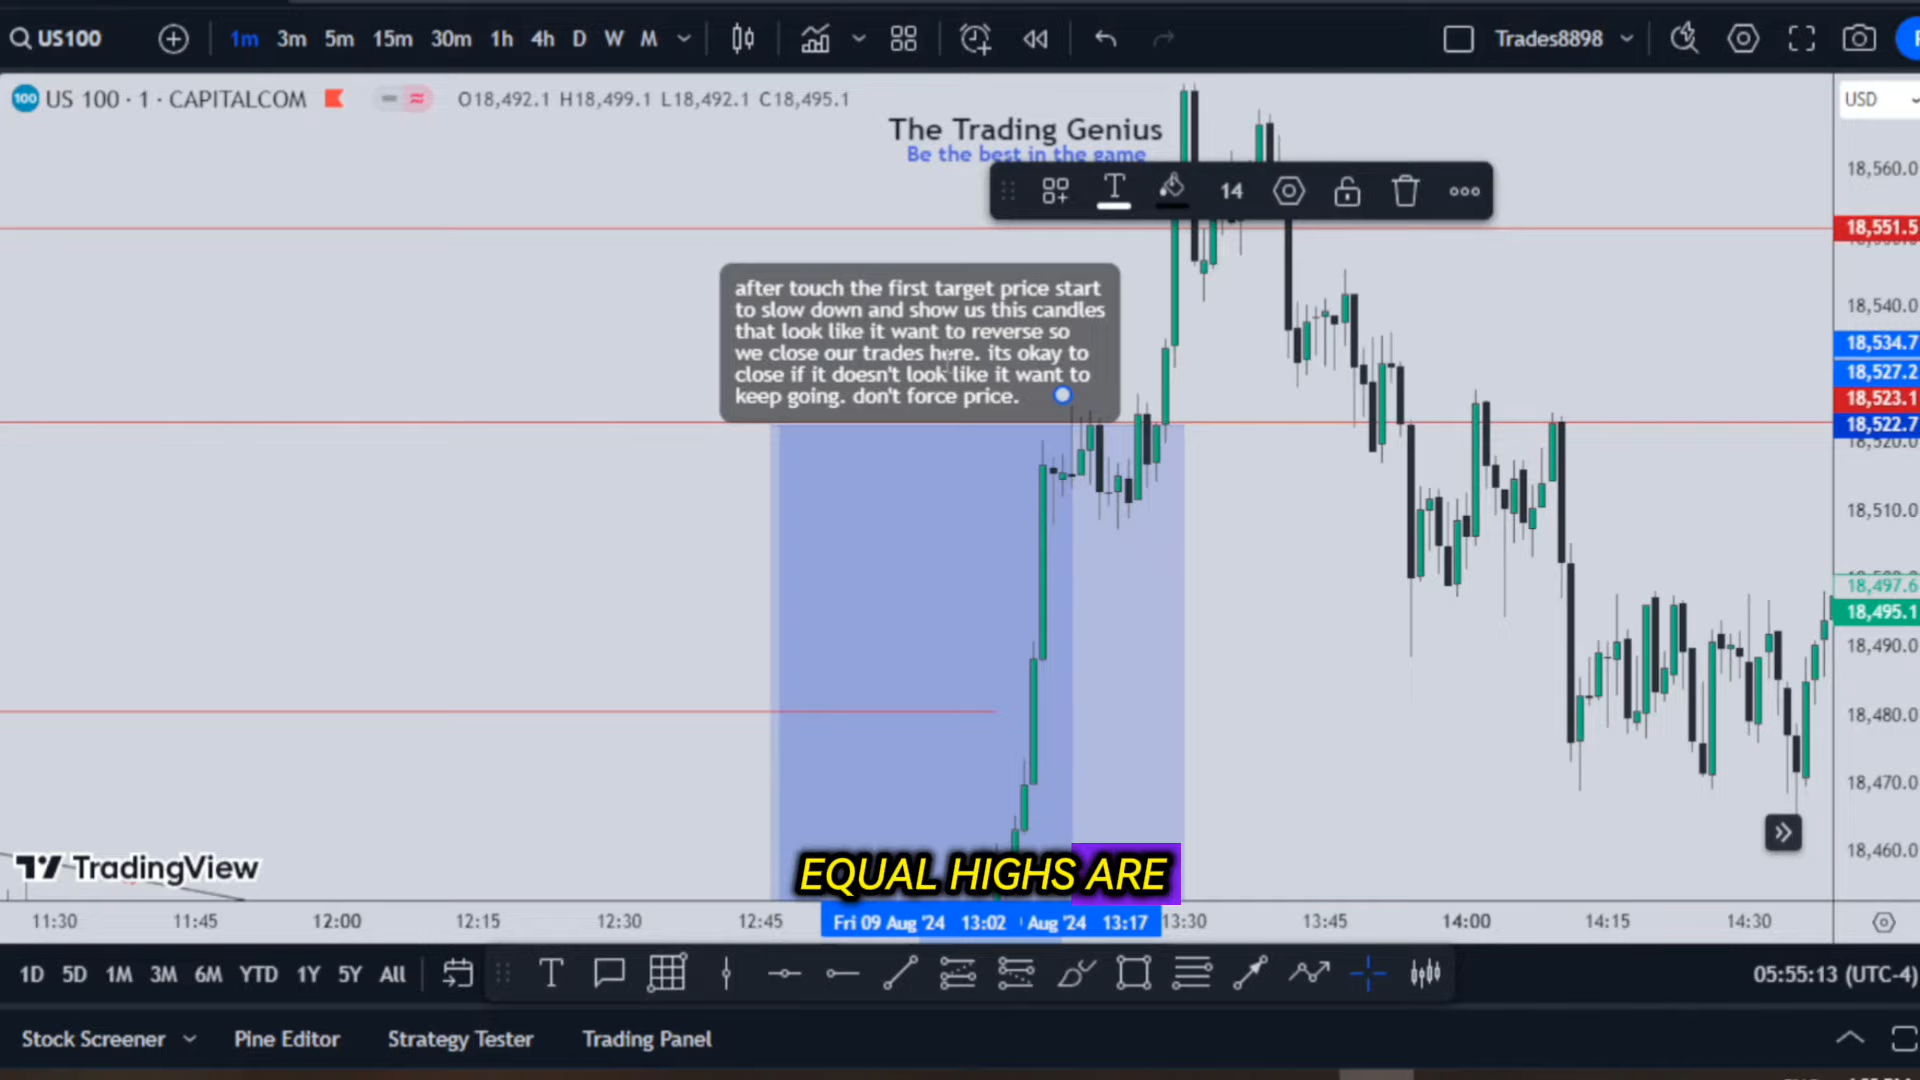 US100
1m 3m 5m 15m 30m 1h 4h D W M
Trades8898
100 US 100 · 1 · CAPITALCOM O18,492.1 H18,499.1 L18,492.1 C18,495.1
USD
The Trading Genius
Be the best in the game
14
18,560.0
18,551.5
after touch the first target price start
to slow down and show us this candles
that look like it want to reverse so
we close our trades here. its okay to
close if it doesn't look like it want to
keep going. don't force price.
18,540.0
18,534.7
18,527.2
18,523.1
18,522.7
18,520.0
18,510.0
18,497.6
18,495.1
18,490.0
18,480.0
18,470.0
18,460.0
TradingView
EQUAL HIGHS ARE
11:30 11:45 12:00 12:15 12:30 12:45 Fri 09 Aug '24 13:02 Aug '24 13:17 13:30 13:45 14:00 14:15 14:30
1D 5D 1M 3M 6M YTD 1Y 5Y All
05:55:13 (UTC-4)
Stock Screener Pine Editor Strategy Tester Trading Panel